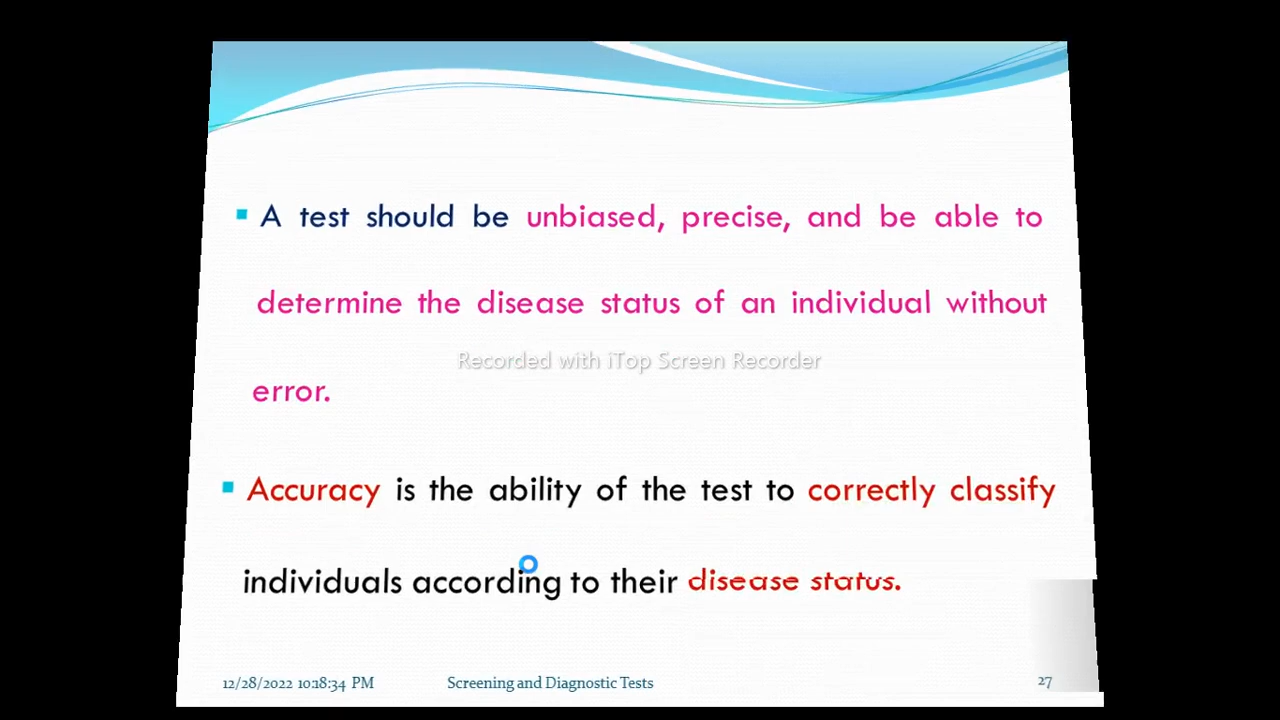 A test should be unbiased, precise, and be able to
determine the disease status of an individual without
Recorded with iTop Screen Recorder
error.
Accuracy is the ability of the test to correctly classify
individuals according to their disease status.
12/28/2022 10:18:34 PM Screening and Diagnostic Tests 27